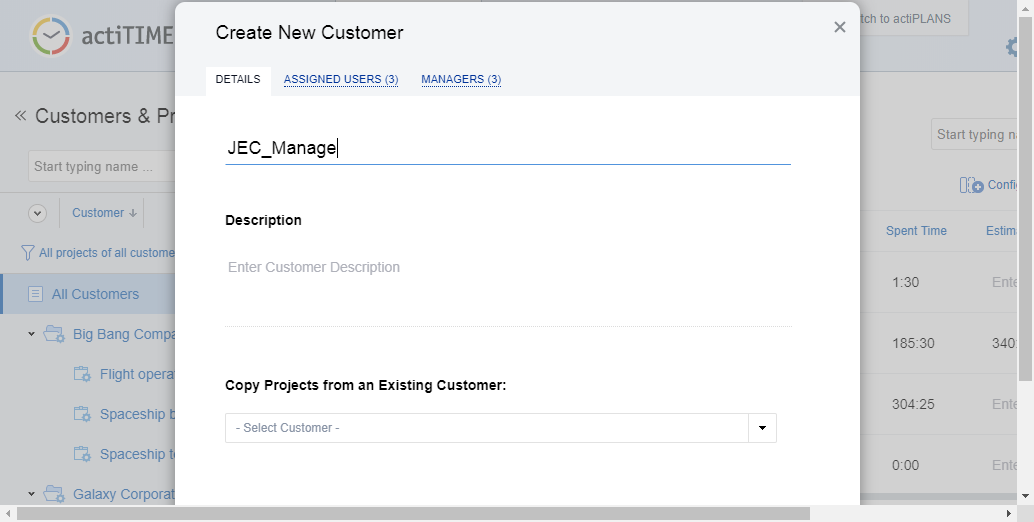 actiTIME
Create New Customer
tch to actiPLANS
DETAILS
ASSIGNED USERS (3)
MANAGERS (3)
Customers & Pr
JEC_Manage
Start typing n
Start typing name ...
Confi
Customer
Description
Spent Time
Estim
All projects of all custome
Enter Customer Description
All Customers
1:30
Ente
Big Bang Compa
185:30
340:
Flight opera
Copy Projects from an Existing Customer:
Spaceship b
304:25
Ente
- Select Customer -
Spaceship te
0:00
Ente
Galaxy Corporat